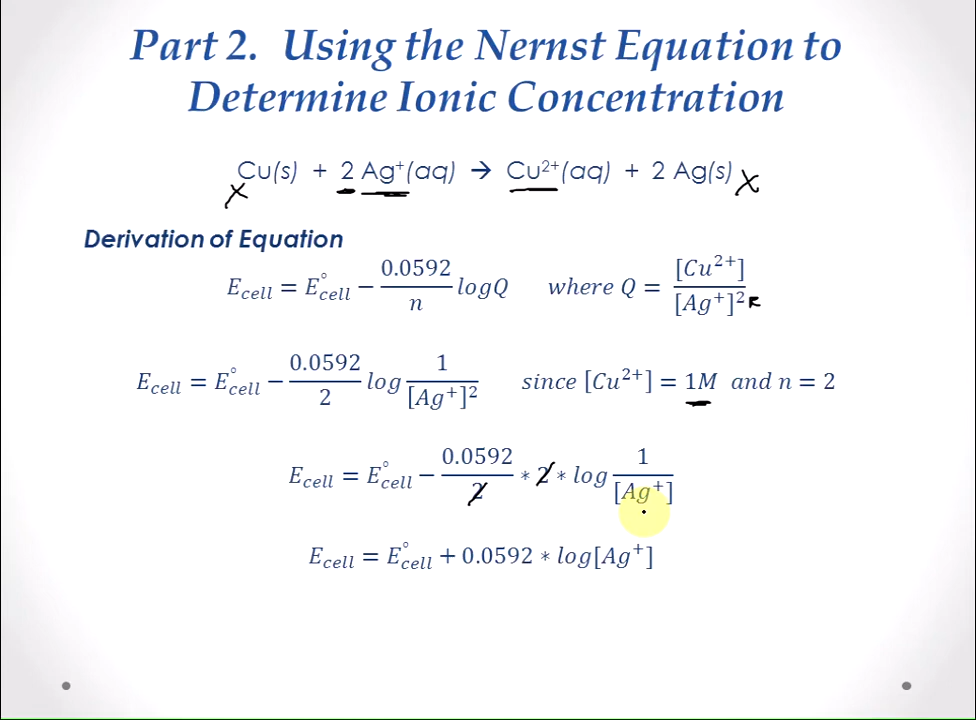 Part 2. Using the Nernst Equation to
Determine Ionic Concentration
Cu(s) + 2 Ag⁺(aq) → Cu²⁺(aq) + 2 Ag(s)
x x
Derivation of Equation
E_cell = E°_cell − 0.0592/n logQ where Q = [Cu²⁺]/[Ag⁺]²
E_cell = E°_cell − 0.0592/2 log 1/[Ag⁺]² since [Cu²⁺] = 1M and n = 2
E_cell = E°_cell − 0.0592/2 * 2 * log 1/[Ag⁺]
E_cell = E°_cell + 0.0592 * log[Ag⁺]